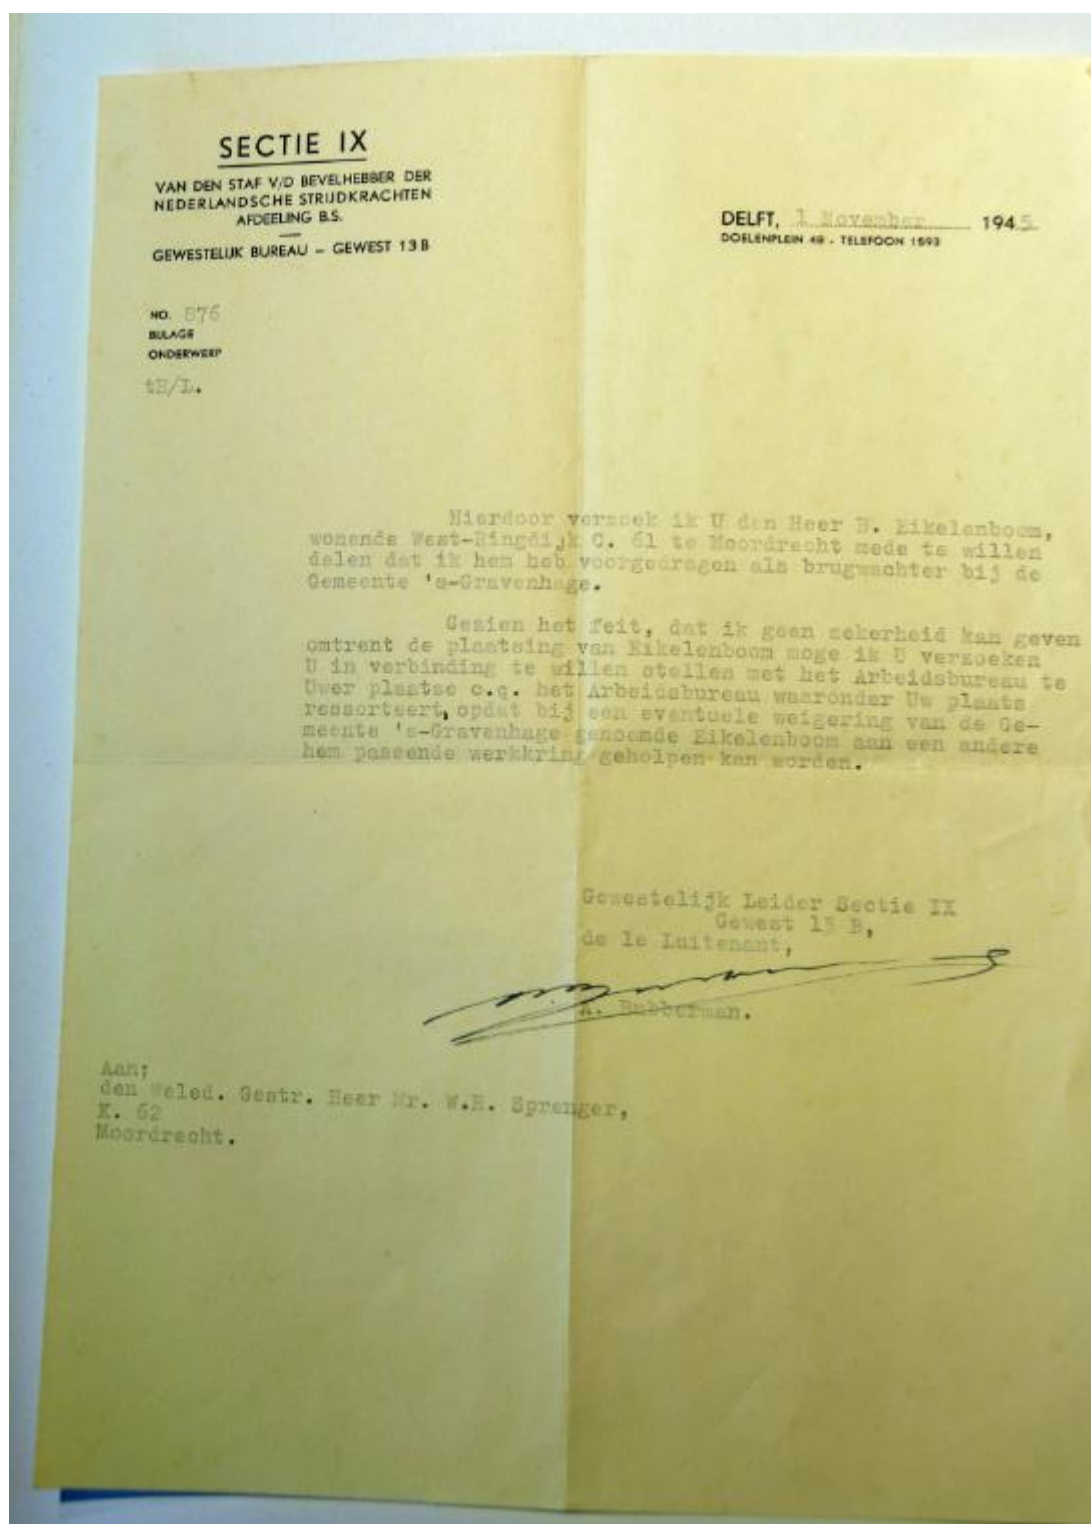 SECTIE IX
VAN DEN STAF V/D BEVELHEBBER DER
NEDERLANDSCHE STRIJDKRACHTEN
AFDEELING B.S.
GEWESTELIJK BUREAU – GEWEST 13 B
DELFT, 1 November 1945.
DOELENPLEIN 49 - TELEFOON 1593
NO. 876
BIJLAGE
ONDERWERP
tH/L.
Hierdoor verzoek ik U den Heer B. Eikelenboom,
wonende West-Ringdijk C. 61 te Moordrecht mede te willen
delen dat ik hem heb voorgedragen als brugwachter bij de
Gemeente 's-Gravenhage.
Gezien het feit, dat ik geen zekerheid kan geven
omtrent de plaatsing van Eikelenboom moge ik U verzoeken
U in verbinding te willen stellen met het Arbeidsbureau te
Uwer plaatse c.q. het Arbeidsbureau waaronder Uw plaats
ressorteert, opdat bij een eventuele weigering van de Ge-
meente 's-Gravenhage genoemde Eikelenboom aan een andere
hem passende werkkring geholpen kan worden.
Gewestelijk Leider Sectie IX
Gewest 13 B,
de 1e Luitenant,
A. Bubberman.
Aan;
den Weled. Gestr. Heer Mr. W.H. Sprenger,
K. 62
Moordrecht.